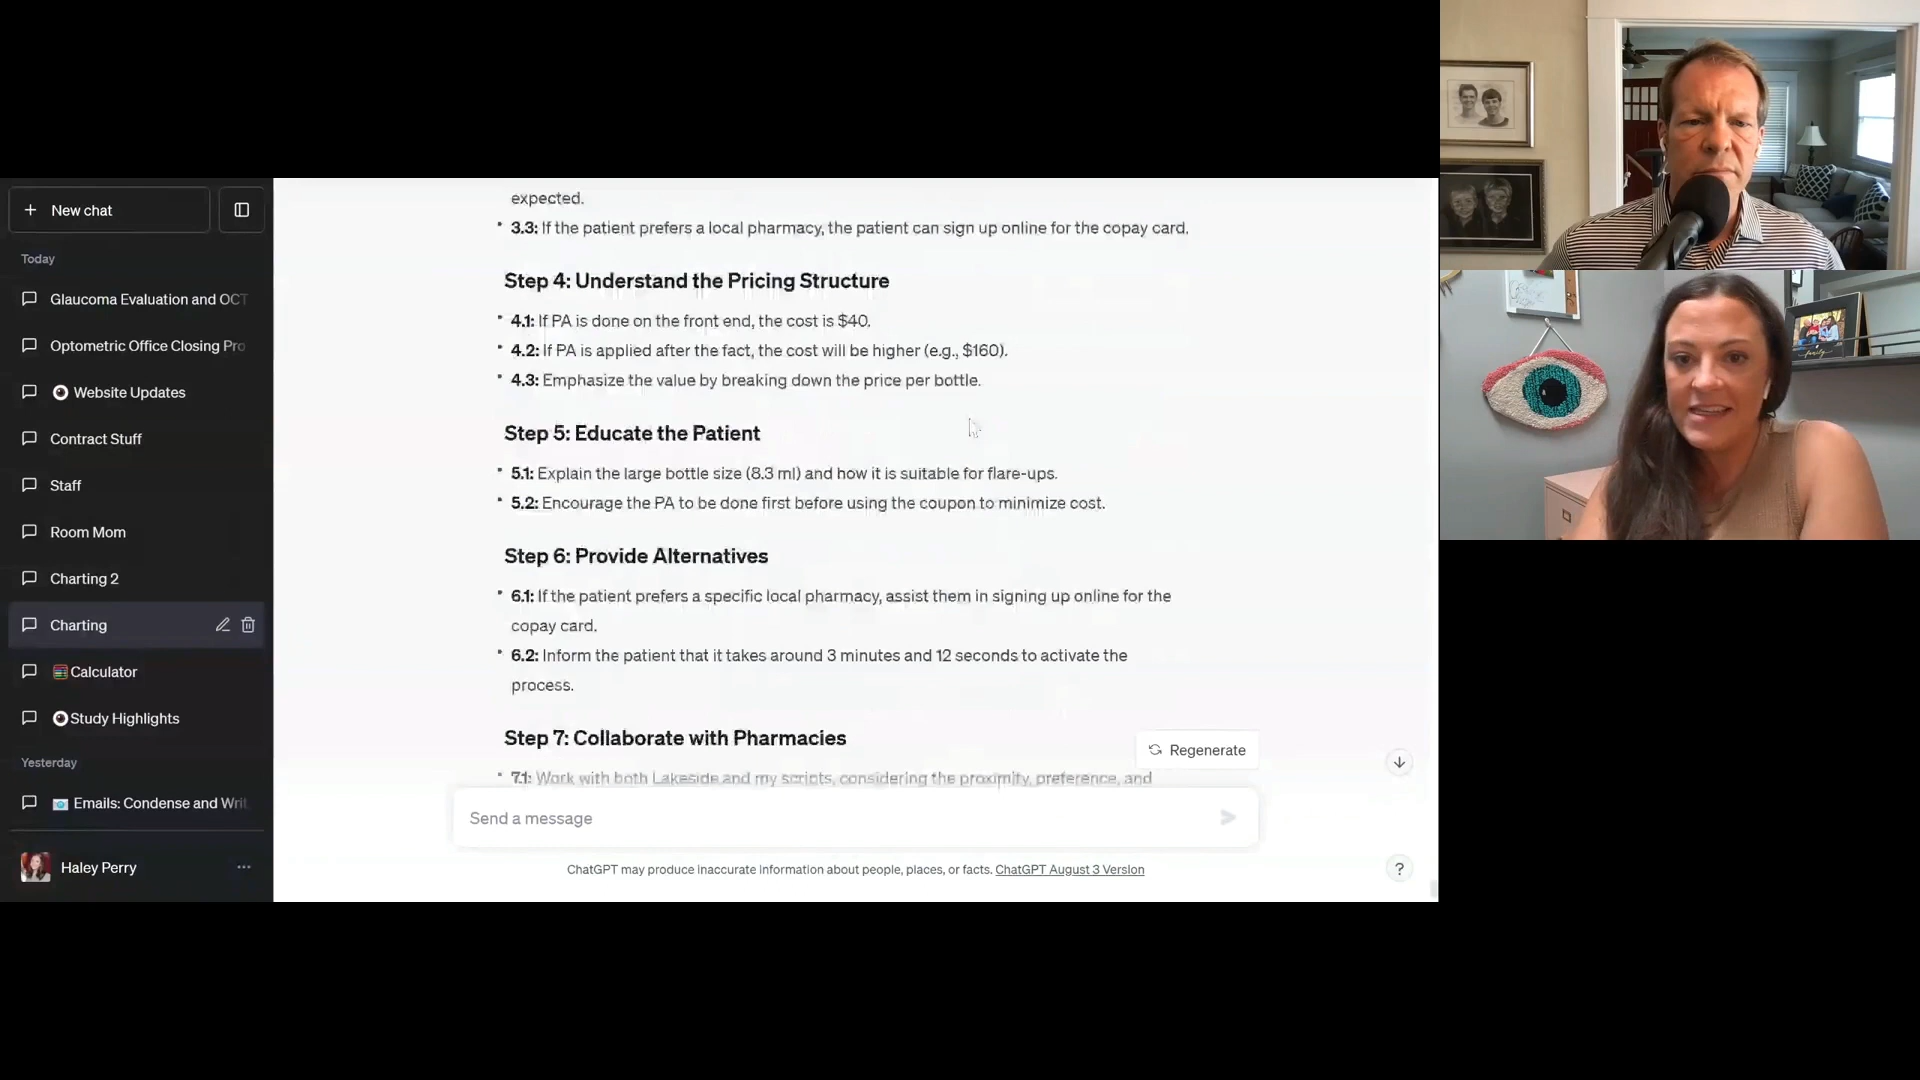 New chat
Today
Glaucoma Evaluation and OCT
Optometric Office Closing Pro
Website Updates
Contract Stuff
Staff
Room Mom
Charting 2
Charting
Calculator
Study Highlights
Yesterday
Emails: Condense and Writ
Haley Perry
expected.
3.3: If the patient prefers a local pharmacy, the patient can sign up online for the copay card.
Step 4: Understand the Pricing Structure
4.1: If PA is done on the front end, the cost is $40.
4.2: If PA is applied after the fact, the cost will be higher (e.g., $160).
4.3: Emphasize the value by breaking down the price per bottle.
Step 5: Educate the Patient
5.1: Explain the large bottle size (8.3 ml) and how it is suitable for flare-ups.
5.2: Encourage the PA to be done first before using the coupon to minimize cost.
Step 6: Provide Alternatives
6.1: If the patient prefers a specific local pharmacy, assist them in signing up online for the
copay card.
6.2: Inform the patient that it takes around 3 minutes and 12 seconds to activate the
process.
Step 7: Collaborate with Pharmacies
7.1: Work with both Lakeside and my scripts, considering the proximity, preference, and
Regenerate
Send a message
ChatGPT may produce inaccurate information about people, places, or facts. ChatGPT August 3 Version
?
family